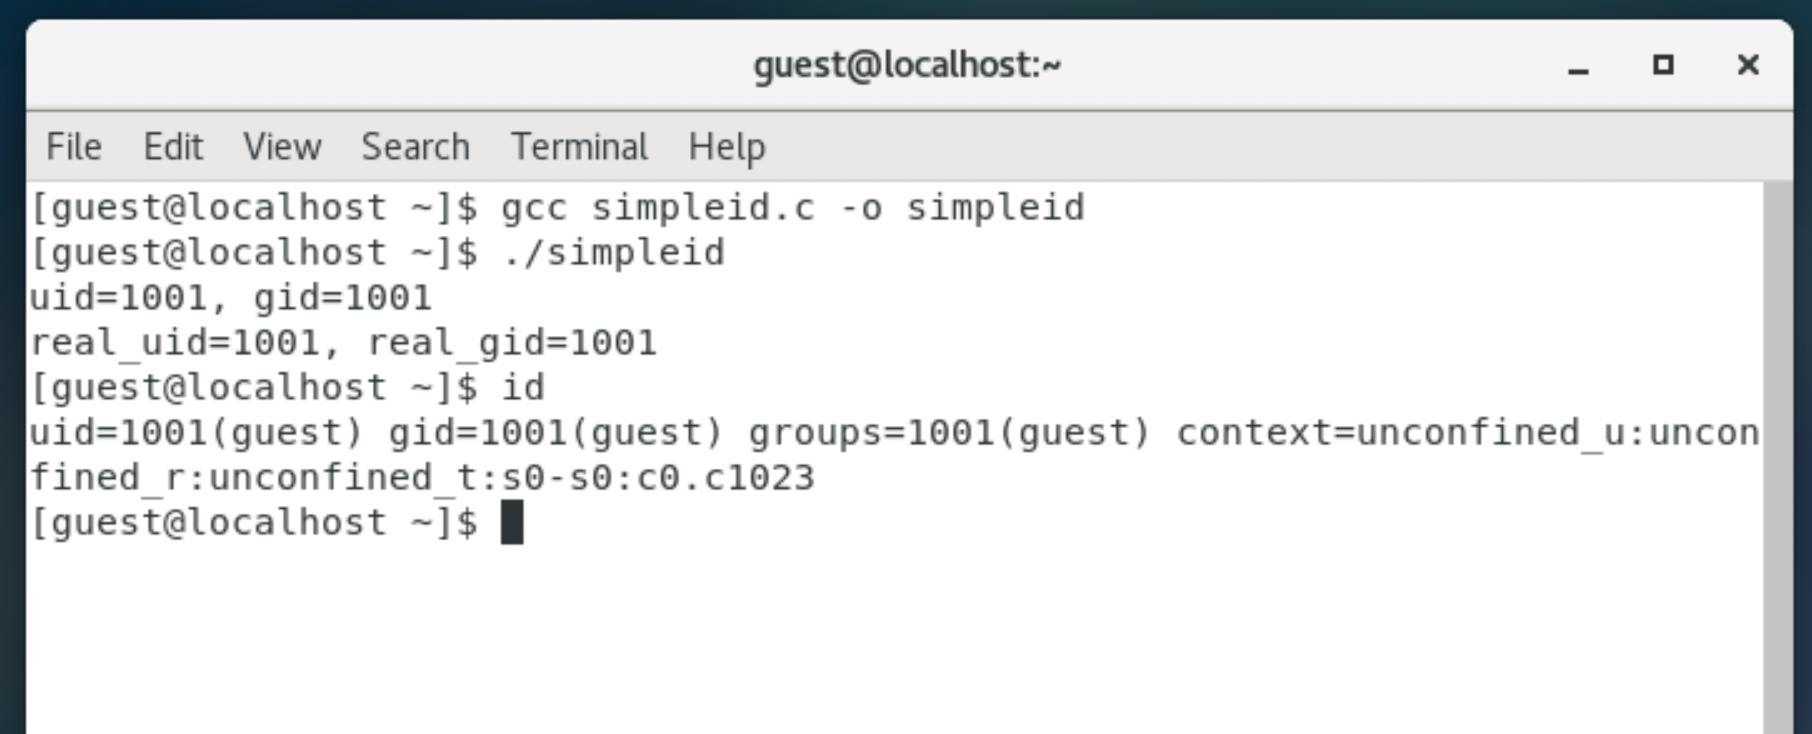 guest@localhost:~
File Edit View Search Terminal Help
[guest@localhost ~]$ gcc simpleid.c -o simpleid
[guest@localhost ~]$ ./simpleid
uid=1001, gid=1001
real_uid=1001, real_gid=1001
[guest@localhost ~]$ id
uid=1001(guest) gid=1001(guest) groups=1001(guest) context=unconfined_u:uncon
fined_r:unconfined_t:s0-s0:c0.c1023
[guest@localhost ~]$